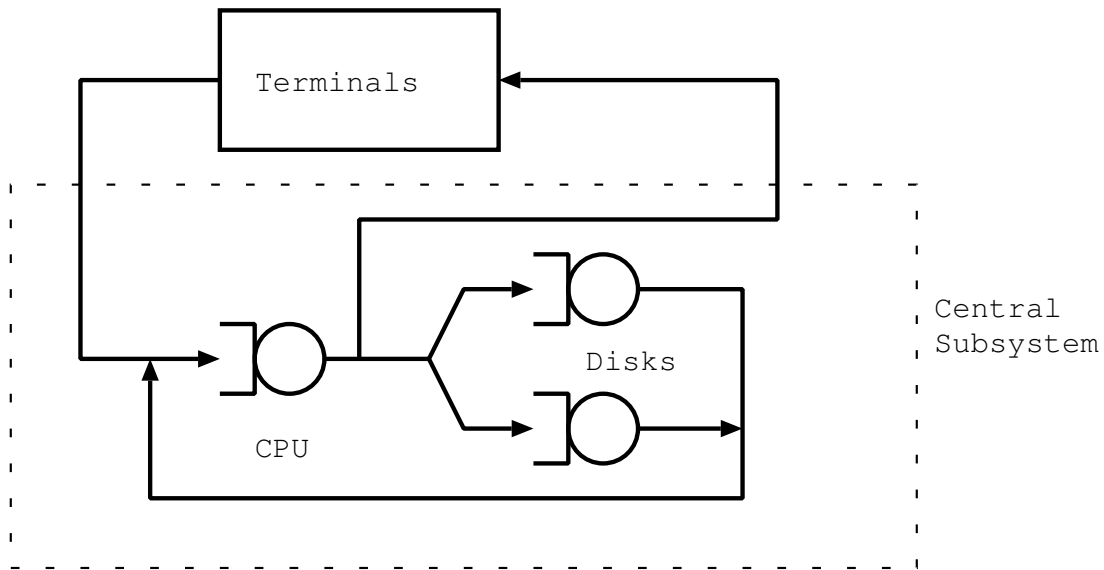 Terminals
Central
Subsystem
Disks
CPU